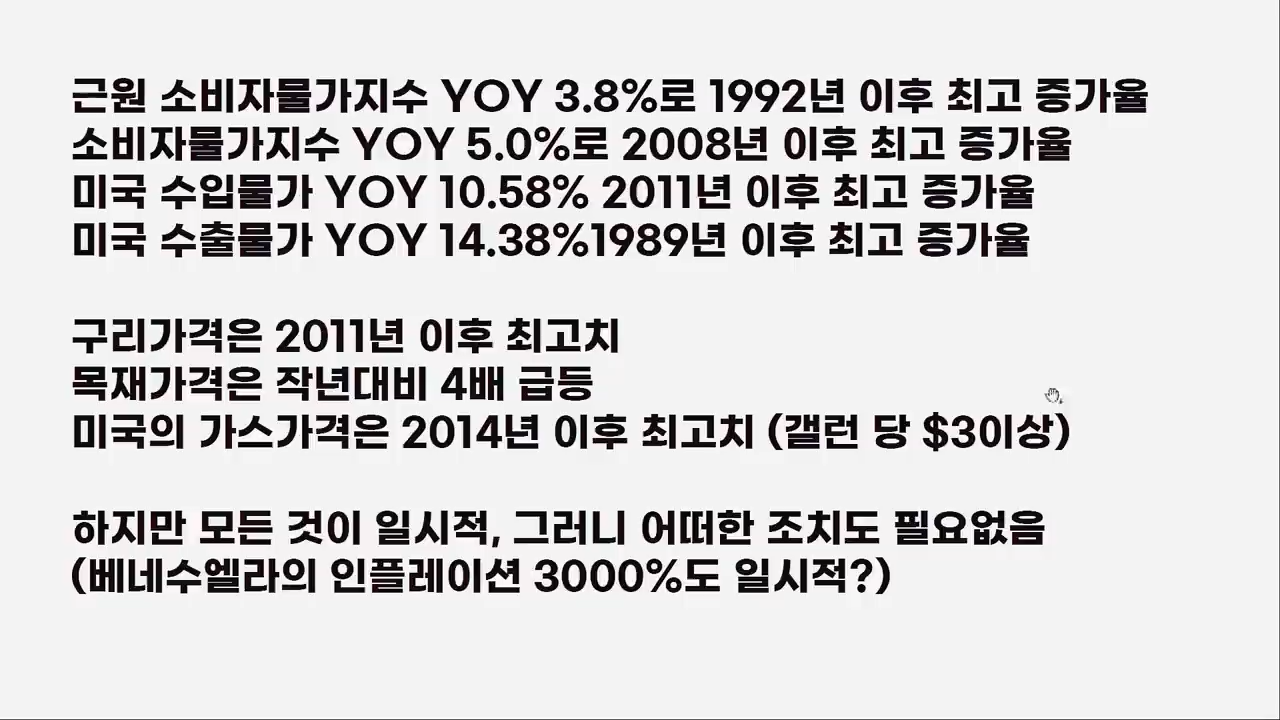 근원 소비자물가지수 YOY 3.8%로 1992년 이후 최고 증가율
소비자물가지수 YOY 5.0%로 2008년 이후 최고 증가율
미국 수입물가 YOY 10.58% 2011년 이후 최고 증가율
미국 수출물가 YOY 14.38%1989년 이후 최고 증가율
구리가격은 2011년 이후 최고치
목재가격은 작년대비 4배 급등
미국의 가스가격은 2014년 이후 최고치 (갤런 당 $3이상)
하지만 모든 것이 일시적, 그러니 어떠한 조치도 필요없음
(베네수엘라의 인플레이션 3000%도 일시적?)